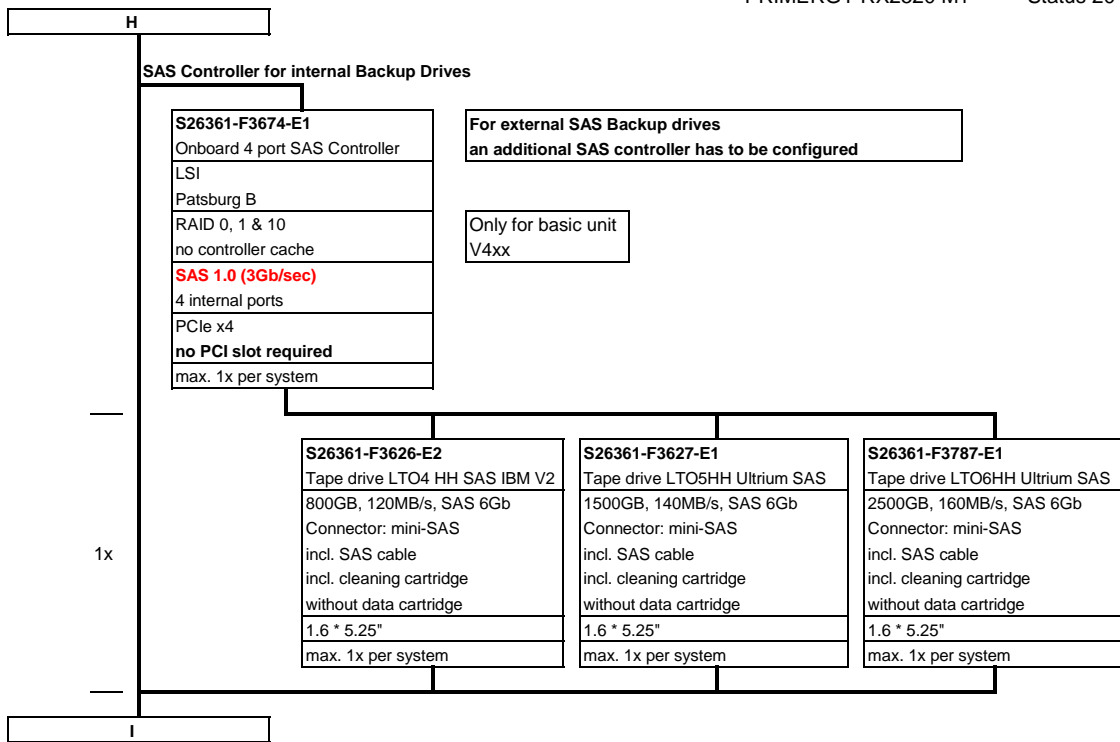 H
SAS Controller for internal Backup Drives
S26361-F3674-E1
Onboard 4 port SAS Controller
LSI
Patsburg B
RAID 0, 1 & 10
no controller cache
SAS 1.0 (3Gb/sec)
4 internal ports
PCIe x4
no PCI slot required
max. 1x per system
For external SAS Backup drives
an additional SAS controller has to be configured
Only for basic unit
V4xx
1x
S26361-F3626-E2
Tape drive LTO4 HH SAS IBM V2
800GB, 120MB/s, SAS 6Gb
Connector: mini-SAS
incl. SAS cable
incl. cleaning cartridge
without data cartridge
1.6 * 5.25"
max. 1x per system
S26361-F3627-E1
Tape drive LTO5HH Ultrium SAS
1500GB, 140MB/s, SAS 6Gb
Connector: mini-SAS
incl. SAS cable
incl. cleaning cartridge
without data cartridge
1.6 * 5.25"
max. 1x per system
S26361-F3787-E1
Tape drive LTO6HH Ultrium SAS
2500GB, 160MB/s, SAS 6Gb
Connector: mini-SAS
incl. SAS cable
incl. cleaning cartridge
without data cartridge
1.6 * 5.25"
max. 1x per system
I